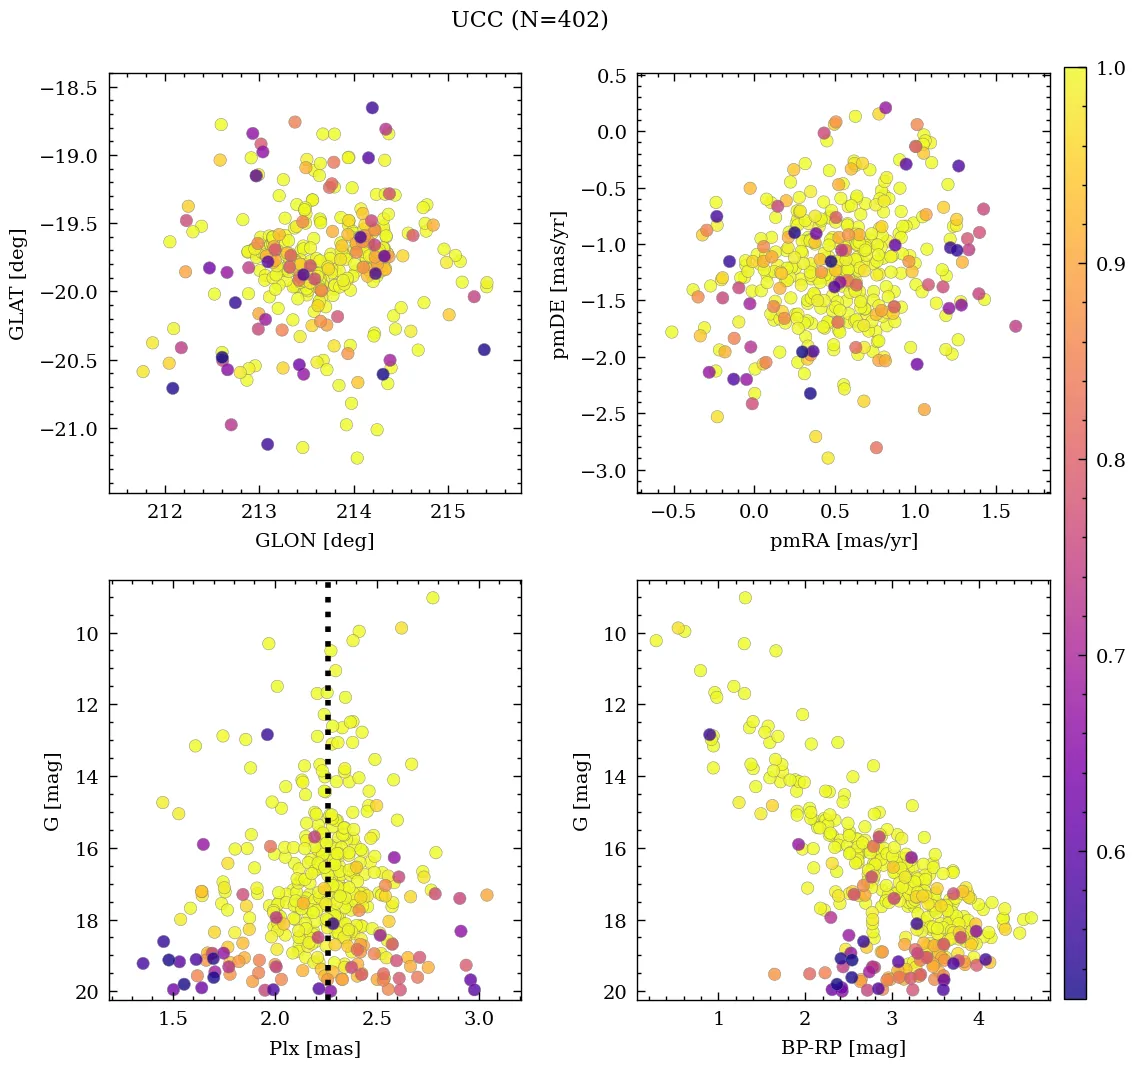 UCC (N=402)
−18.5
−19.0
−19.5
−20.0
−20.5
−21.0
GLAT [deg]
212 213 214 215
GLON [deg]
0.5
0.0
−0.5
−1.0
−1.5
−2.0
−2.5
−3.0
pmDE [mas/yr]
−0.5 0.0 0.5 1.0 1.5
pmRA [mas/yr]
1.0
0.9
0.8
0.7
0.6
10
12
14
16
18
20
G [mag]
1.5 2.0 2.5 3.0
Plx [mas]
10
12
14
16
18
20
G [mag]
1 2 3 4
BP-RP [mag]